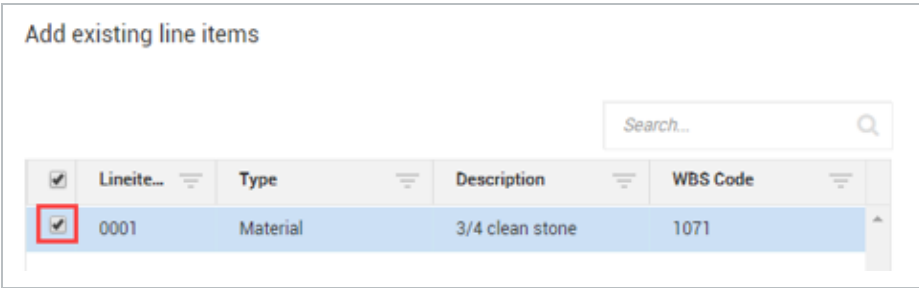 Add existing line items
Search...
Lineite... Type Description WBS Code
0001 Material 3/4 clean stone 1071